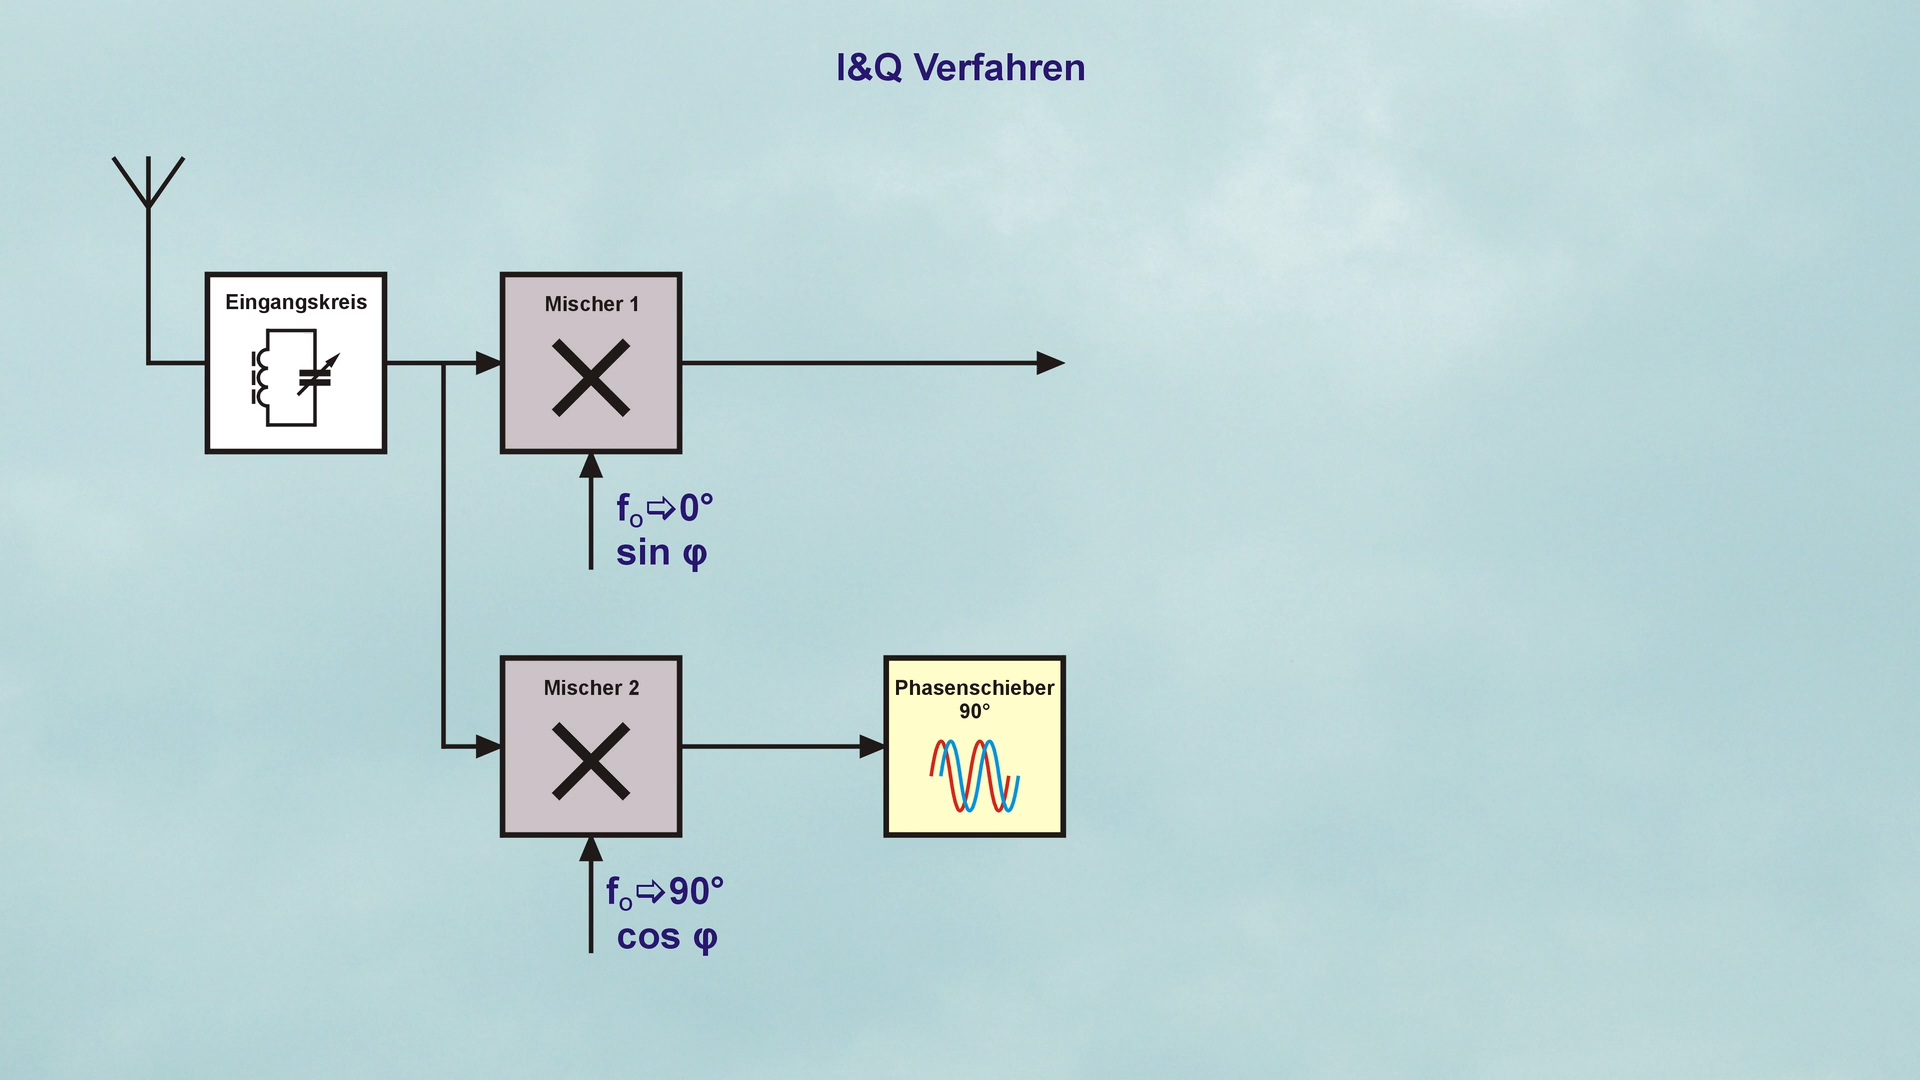 I&Q Verfahren
Eingangskreis
Mischer 1
fo⇨0°
sin φ
Mischer 2
Phasenschieber
90°
fo⇨90°
cos φ